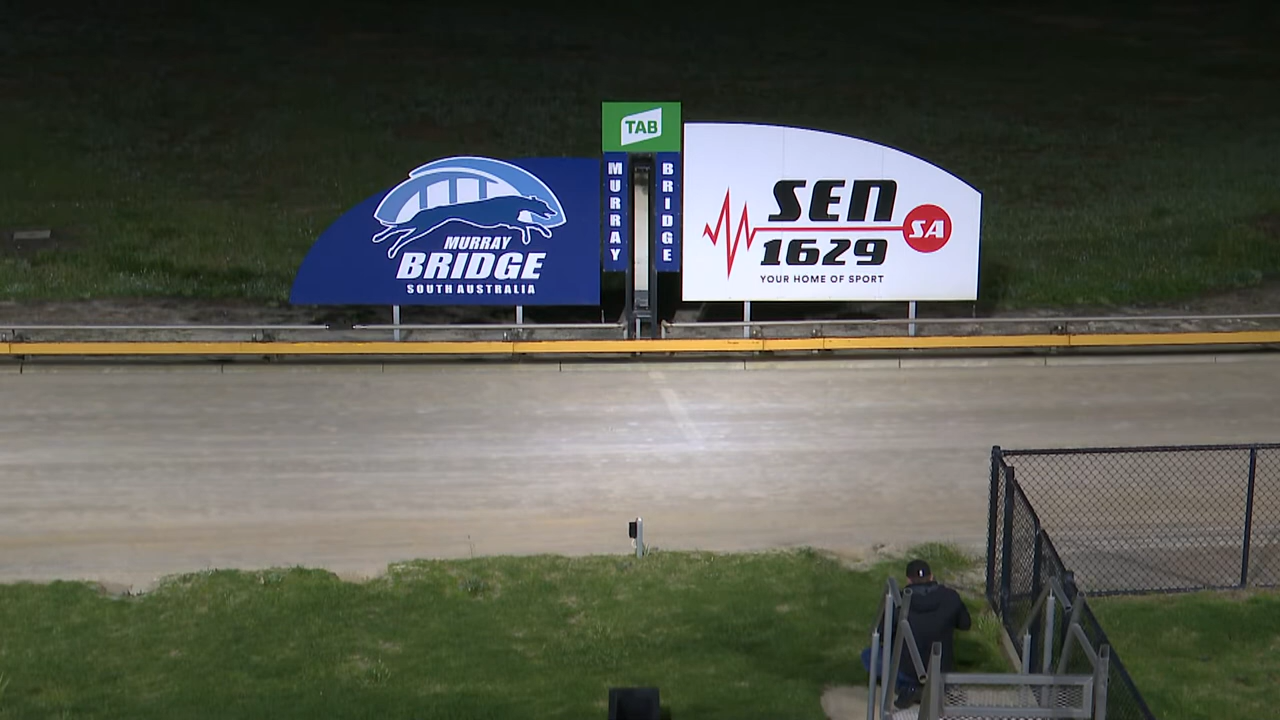 TAB
MURRAY
BRIDGE
MURRAY
BRIDGE
SOUTH AUSTRALIA
SEN
SA
1629
YOUR HOME OF SPORT